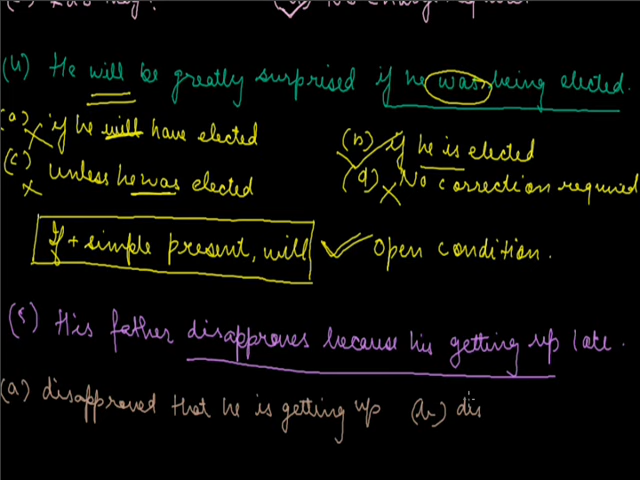 (4) He will be greatly surprised if he was being elected.
(a) if he will have elected
(b) if he is elected
(c) unless he was elected
(d) No correction required
If + simple present, will Open condition.
(5) His father disapproves because his getting up late.
(a) disapproved that he is getting up (b) dis